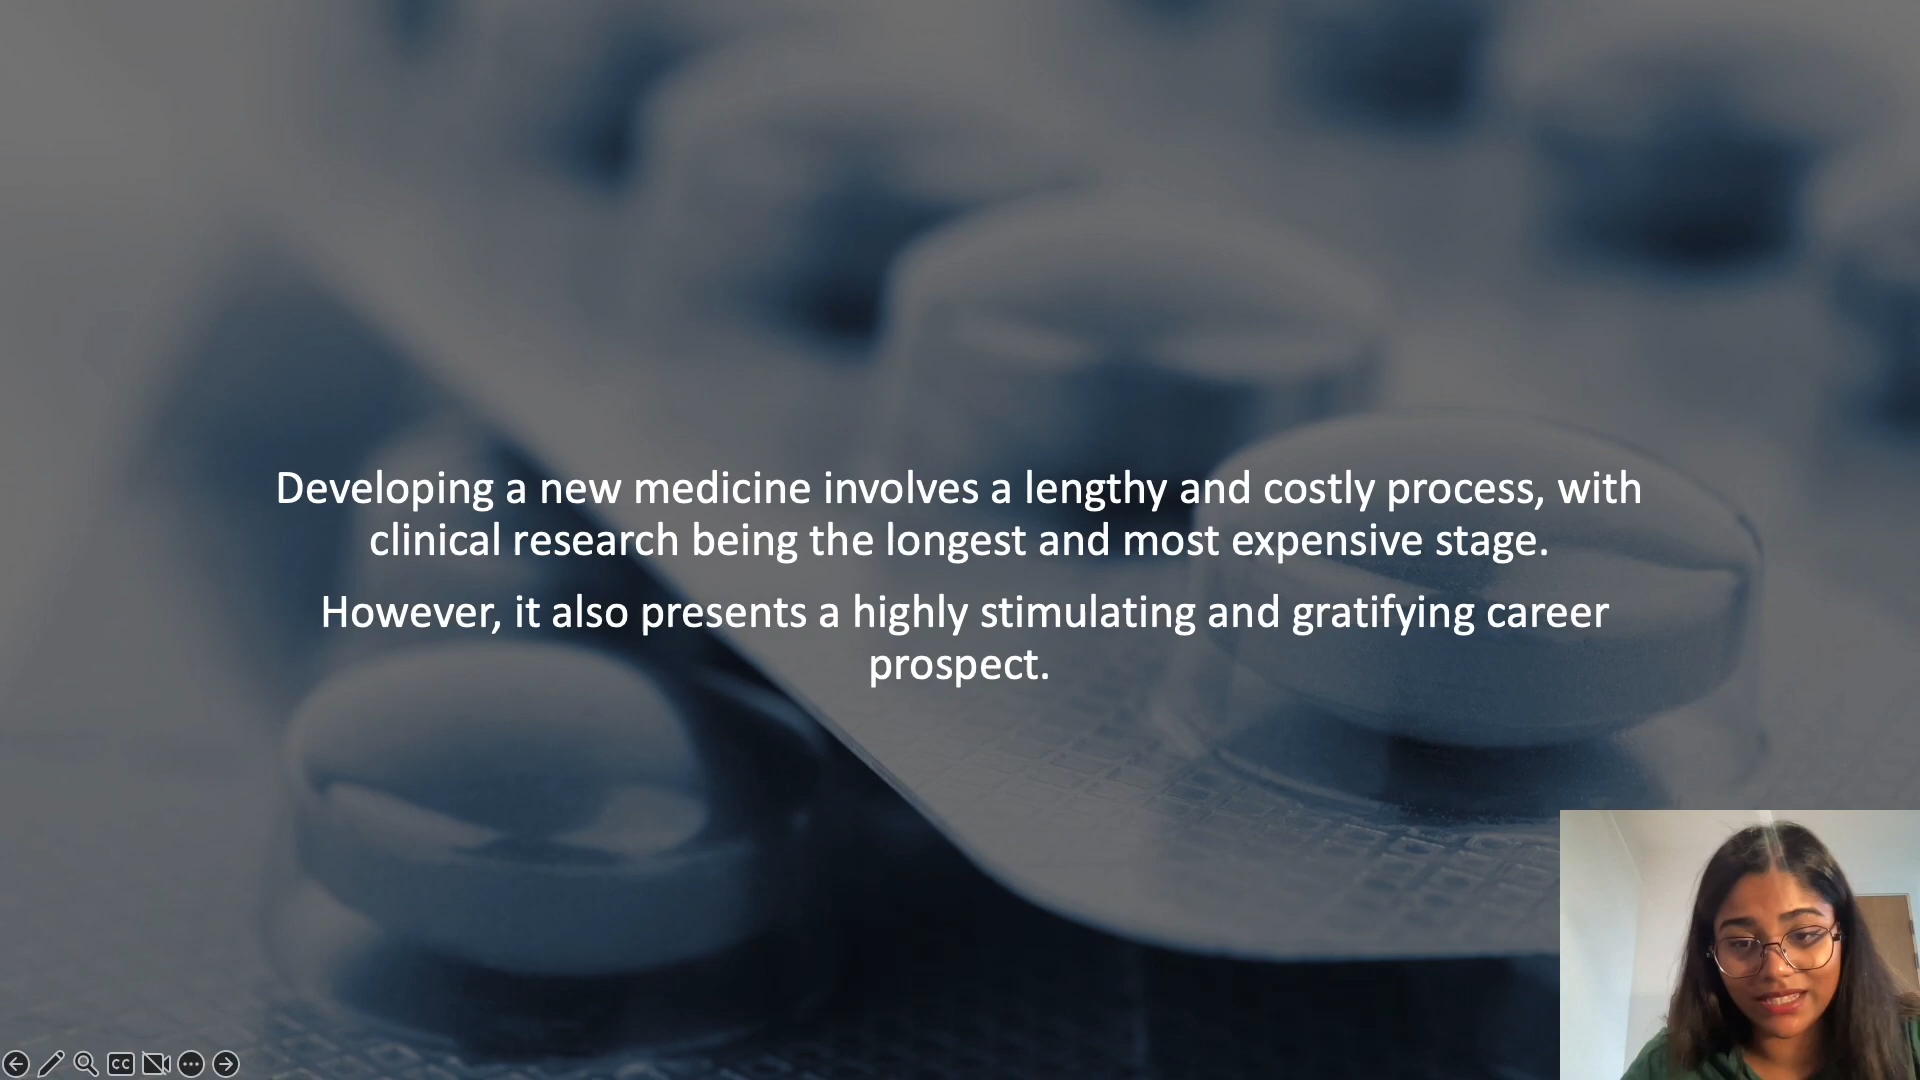 Developing a new medicine involves a lengthy and costly process, with
clinical research being the longest and most expensive stage.
However, it also presents a highly stimulating and gratifying career
prospect.
CC